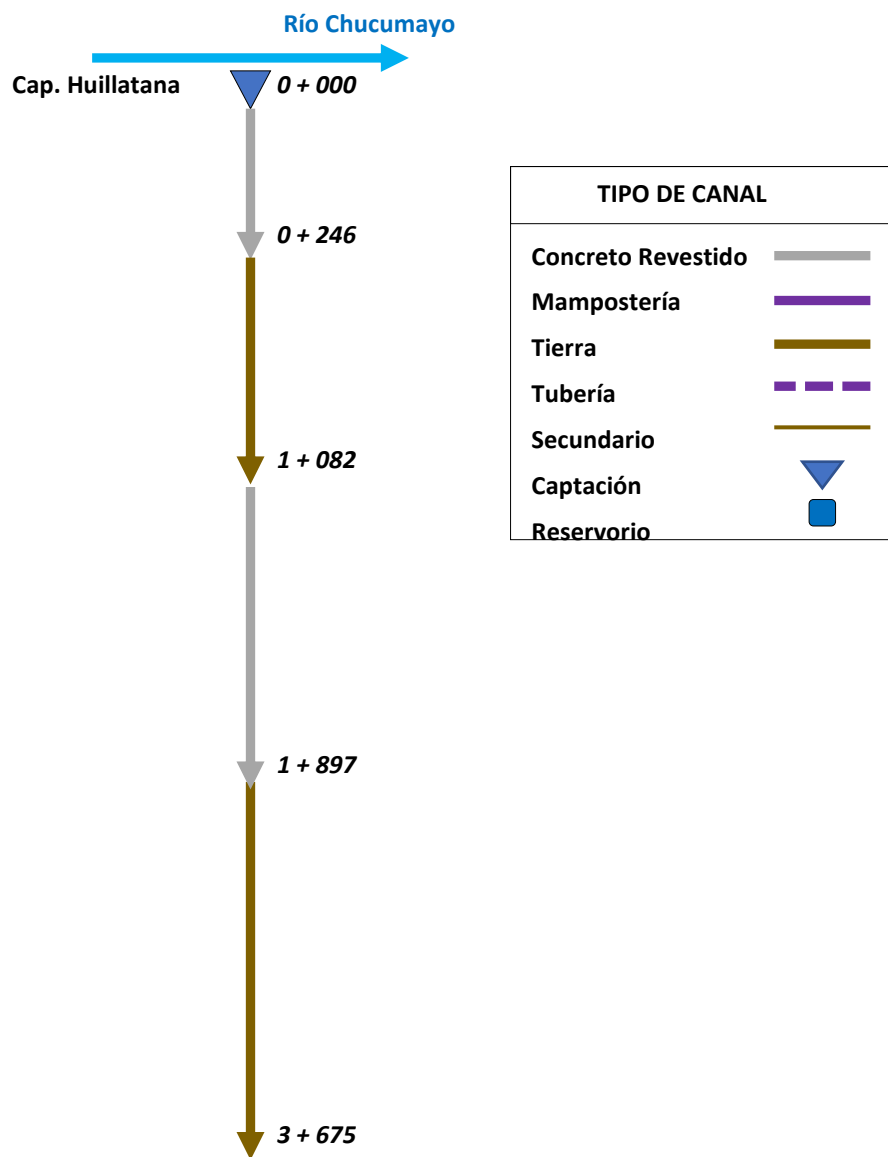 Río Chucumayo
Cap. Huillatana
0 + 000
0 + 246
1 + 082
1 + 897
3 + 675
TIPO DE CANAL
Concreto Revestido
Mampostería
Tierra
Tubería
Secundario
Captación
Reservorio